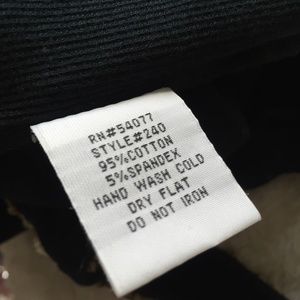 RN#54077
STYLE#240
95%COTTON
5%SPANDEX
HAND WASH COLD
DRY FLAT
DO NOT IRON